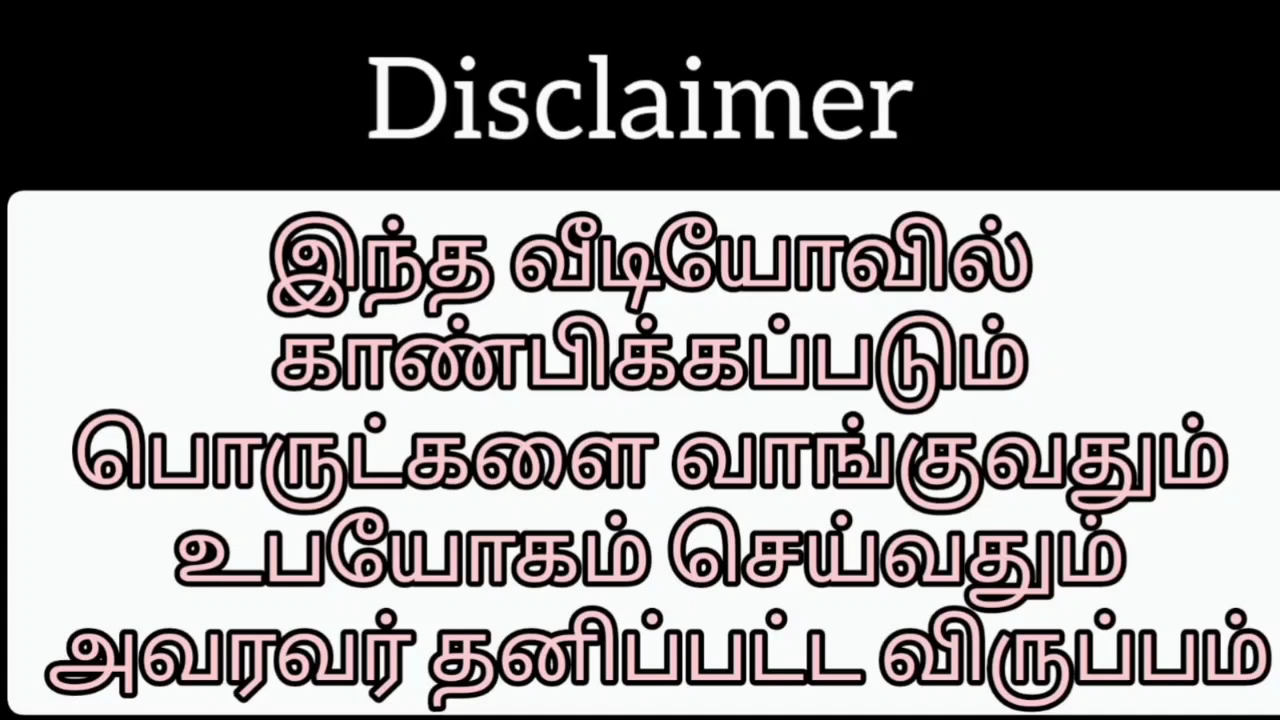 Disclaimer
இந்த வீடியோவில்
காண்பிக்கப்படும்
பொருட்களை வாங்குவதும்
உபயோகம் செய்வதும்
அவரவர் தனிப்பட்ட விருப்பம்